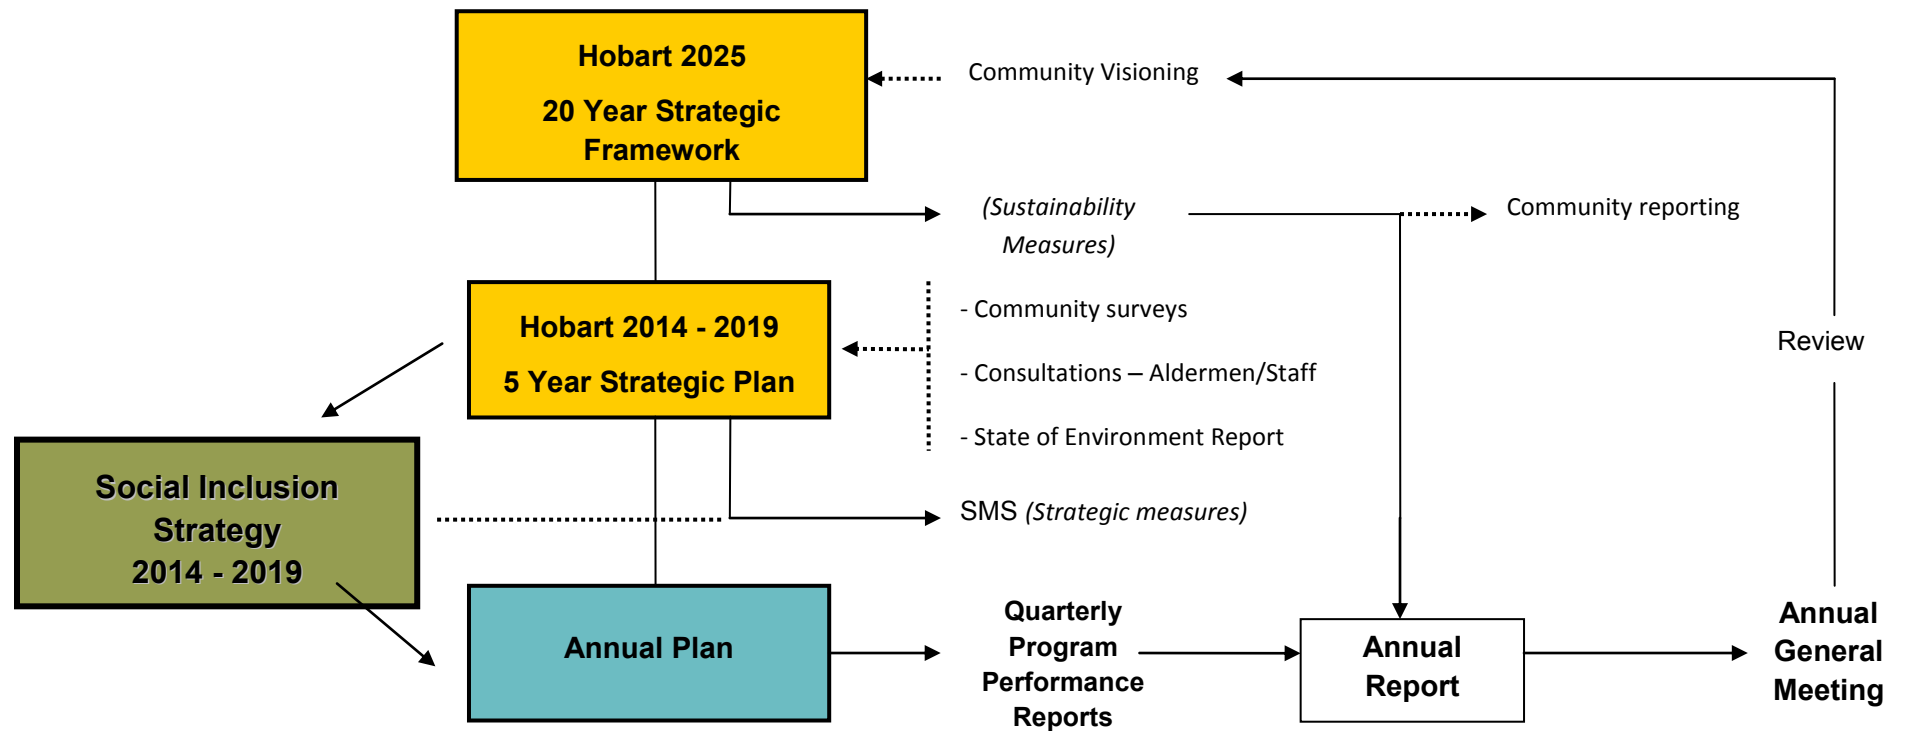 Hobart 2025
20 Year Strategic
Framework
Community Visioning
(Sustainability
Measures)
Community reporting
Hobart 2014 - 2019
5 Year Strategic Plan
- Community surveys
- Consultations – Aldermen/Staff
- State of Environment Report
Review
Social Inclusion
Strategy
2014 - 2019
SMS (Strategic measures)
Annual Plan
Quarterly
Program
Performance
Reports
Annual
Report
Annual
General
Meeting